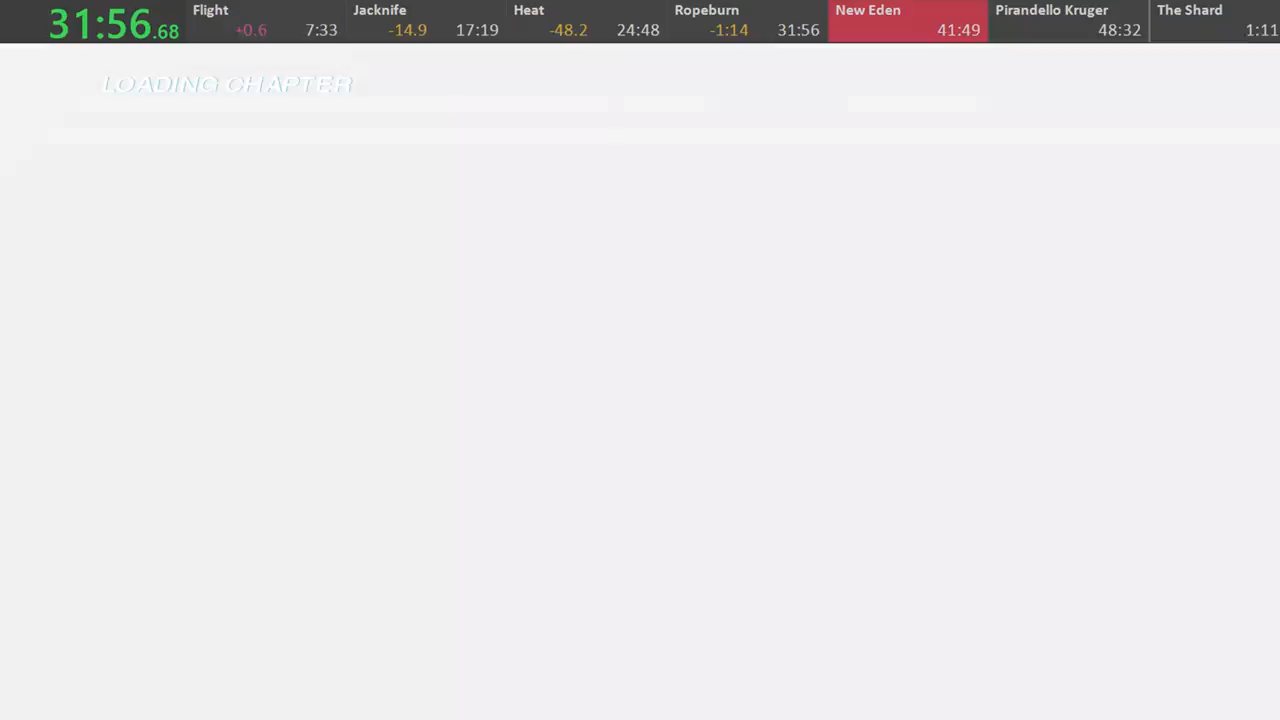 31:56.68
Flight Jacknife Heat Ropeburn New Eden Pirandello Kruger The Shard
+0.6 7:33 -14.9 17:19 -48.2 24:48 -1:14 31:56 41:49 48:32 1:11
LOADING CHAPTER